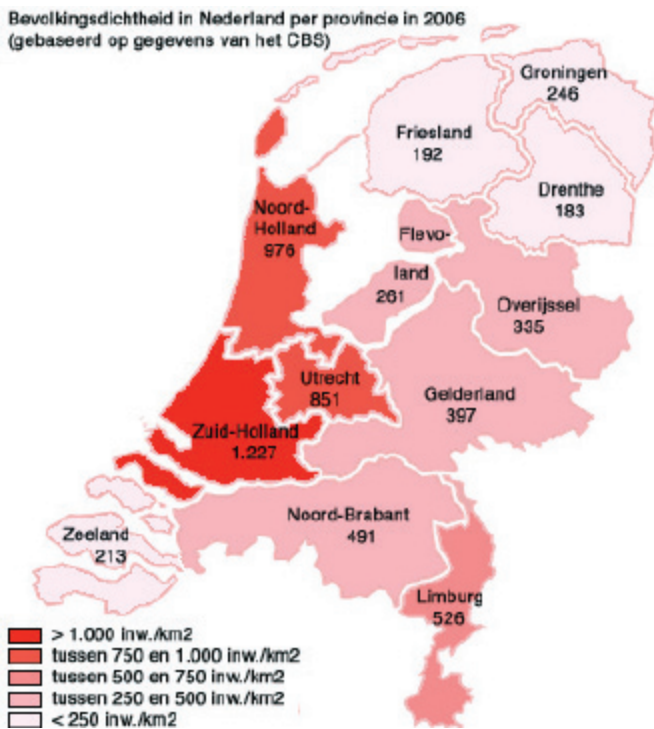 Bevolkingsdichtheid in Nederland per provincie in 2006
(gebaseerd op gegevens van het CBS)
Groningen
246
Friesland
192
Drenthe
183
Noord-
Holland
976
Flevo-
land
261
Overijssel
335
Utrecht
851
Gelderland
397
Zuid-Holland
1.227
Noord-Brabant
491
Zeeland
213
Limburg
526
> 1.000 inw./km2
tussen 750 en 1.000 inw./km2
tussen 500 en 750 inw./km2
tussen 250 en 500 inw./km2
< 250 inw./km2